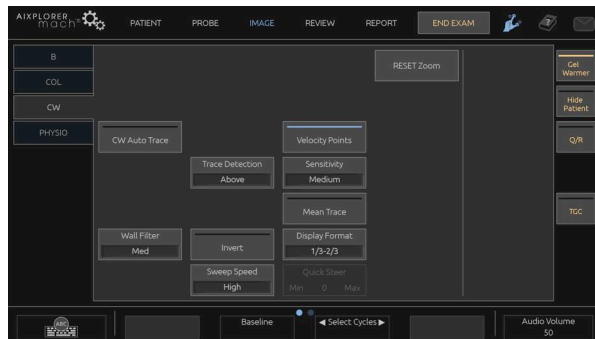 AIXPLORER
mach
PATIENT
PROBE
IMAGE
REVIEW
REPORT
END EXAM
B
COL
CW
PHYSIO
RESET Zoom
Gel
Warmer
Hide
Patient
Q/R
TGC
CW Auto Trace
Velocity Points
Trace Detection
Above
Sensitivity
Medium
Mean Trace
Wall Filter
Med
Invert
Display Format
1/3-2/3
Sweep Speed
High
Quick Steer
Min 0 Max
ABC
Baseline
◀ Select Cycles ▶
Audio Volume
50